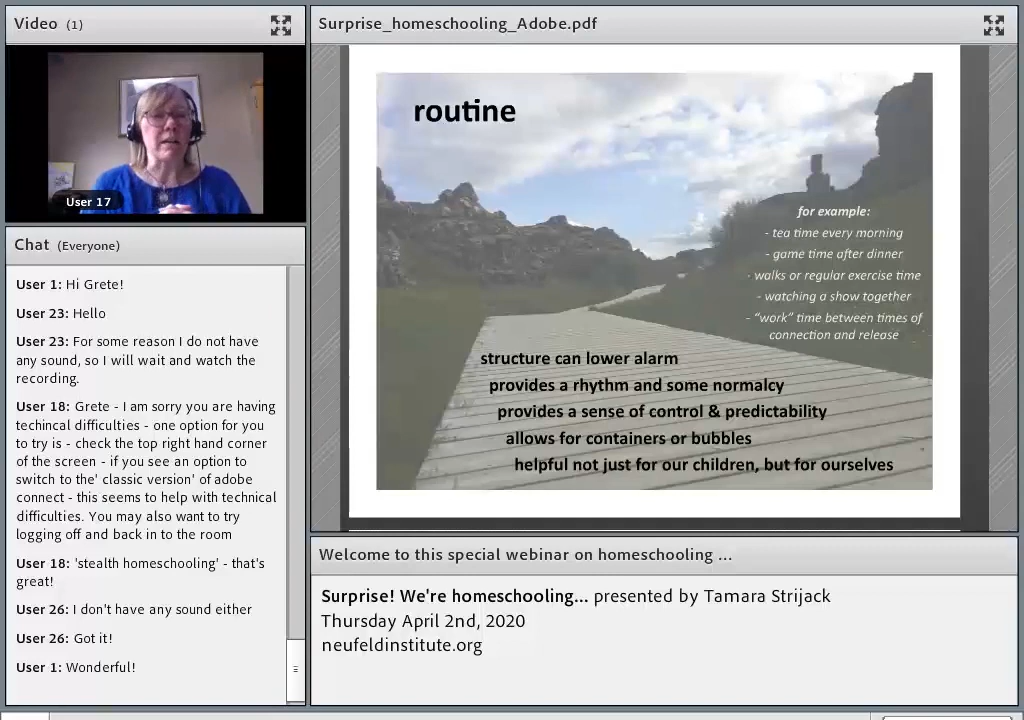 Video (1)
User 17
Chat (Everyone)
User 1: Hi Grete!
User 23: Hello
User 23: For some reason I do not have
any sound, so I will wait and watch the
recording.
User 18: Grete - I am sorry you are having
techincal difficulties - one option for you
to try is - check the top right hand corner
of the screen - if you see an option to
switch to the' classic version' of adobe
connect - this seems to help with technical
difficulties. You may also want to try
logging off and back in to the room
User 18: 'stealth homeschooling' - that's
great!
User 26: I don't have any sound either
User 26: Got it!
User 1: Wonderful!
Surprise_homeschooling_Adobe.pdf
routine
for example:
- tea time every morning
- game time after dinner
- walks or regular exercise time
- watching a show together
- “work” time between times of
connection and release
structure can lower alarm
provides a rhythm and some normalcy
provides a sense of control & predictability
allows for containers or bubbles
helpful not just for our children, but for ourselves
Welcome to this special webinar on homeschooling ...
Surprise! We're homeschooling... presented by Tamara Strijack
Thursday April 2nd, 2020
neufeldinstitute.org